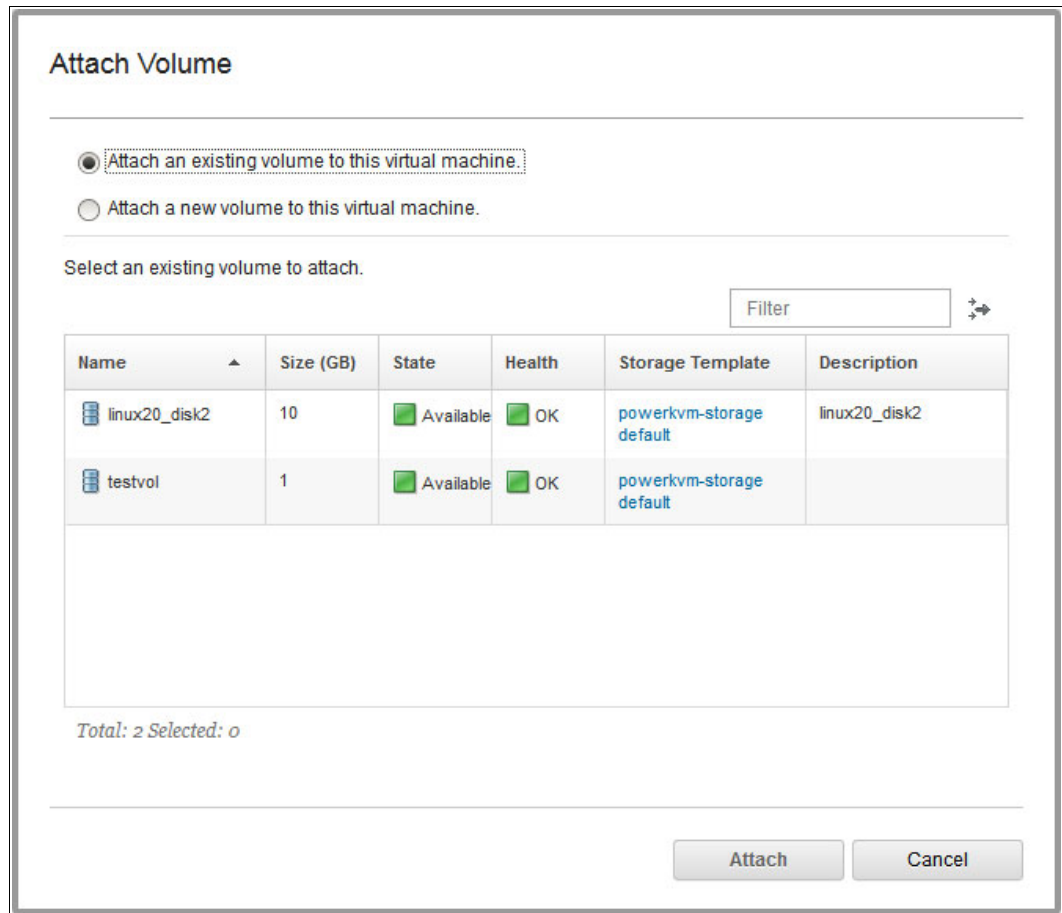 Attach Volume
Attach an existing volume to this virtual machine.
Attach a new volume to this virtual machine.
Select an existing volume to attach.
Filter
Name Size (GB) State Health Storage Template Description
linux20_disk2 10 Available OK powerkvm-storage linux20_disk2
default
testvol 1 Available OK powerkvm-storage
default
Total: 2 Selected: 0
Attach Cancel